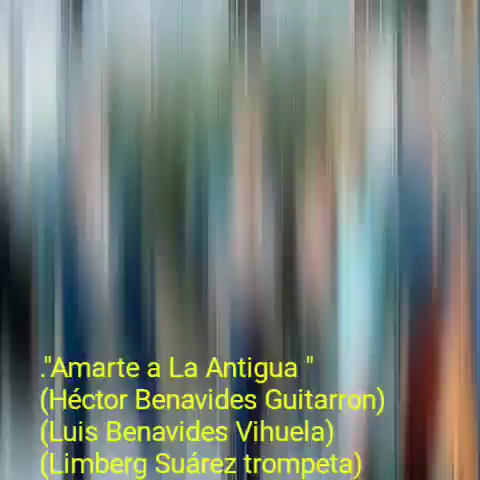 ."Amarte a La Antigua "
(Héctor Benavides Guitarron)
(Luis Benavides Vihuela)
(Limberg Suárez trompeta)